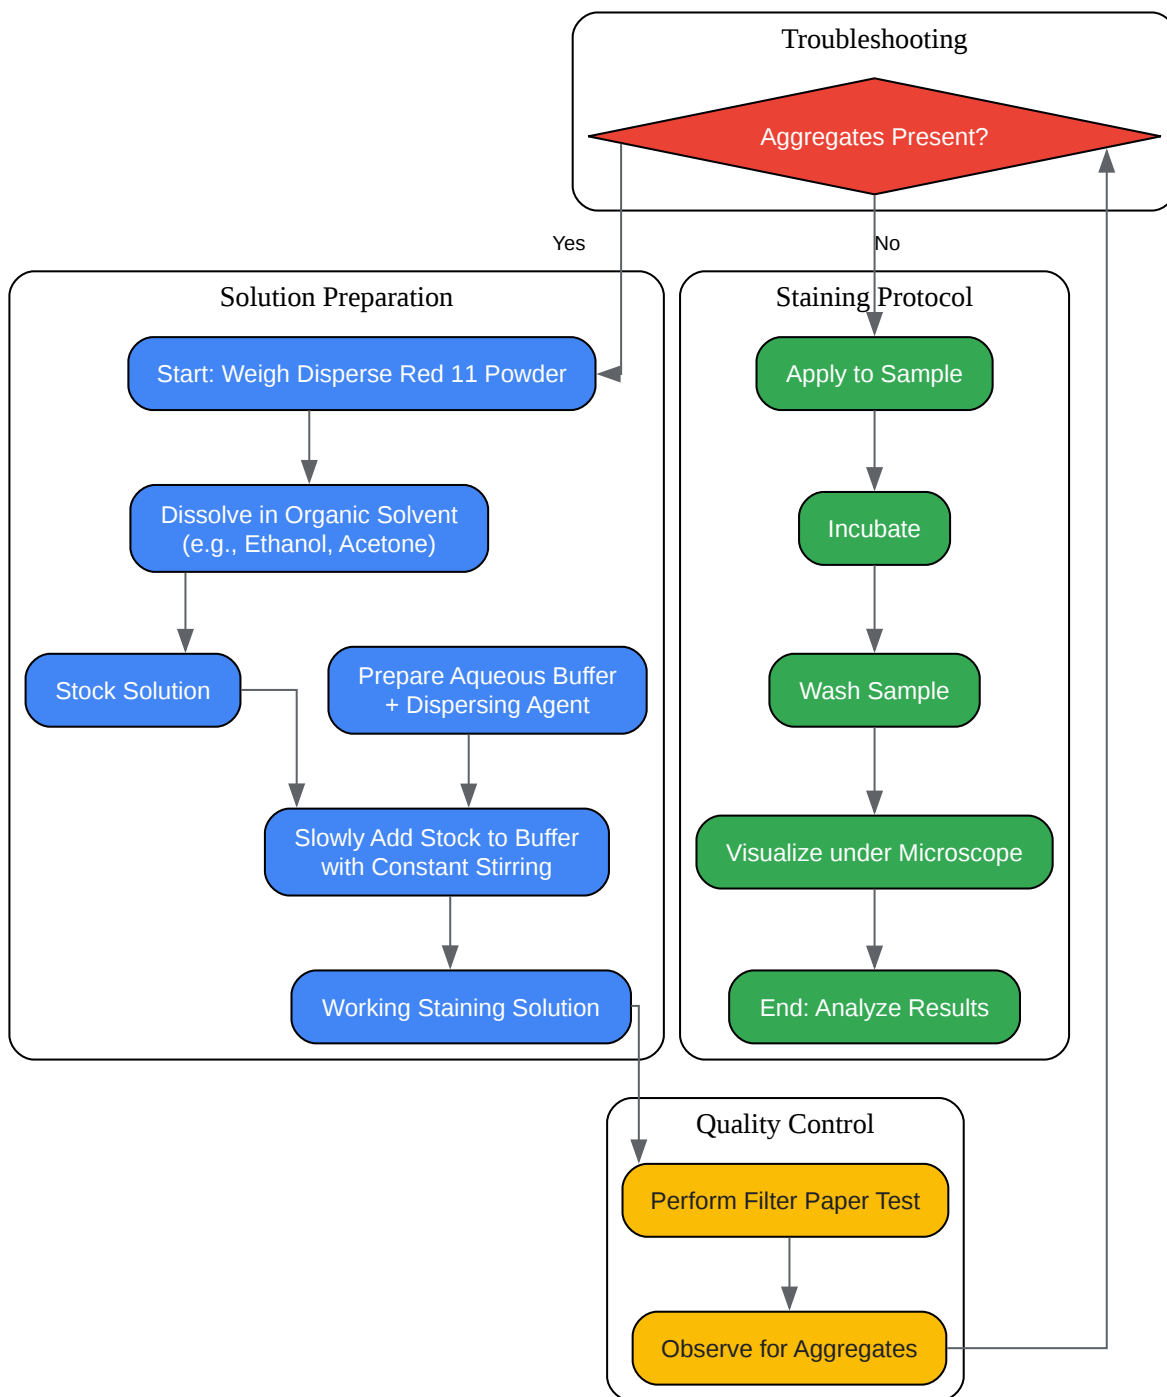 Troubleshooting
Aggregates Present?
Yes
No
Solution Preparation
Start: Weigh Disperse Red 11 Powder
Dissolve in Organic Solvent
(e.g., Ethanol, Acetone)
Stock Solution
Prepare Aqueous Buffer
+ Dispersing Agent
Slowly Add Stock to Buffer
with Constant Stirring
Working Staining Solution
Staining Protocol
Apply to Sample
Incubate
Wash Sample
Visualize under Microscope
End: Analyze Results
Quality Control
Perform Filter Paper Test
Observe for Aggregates